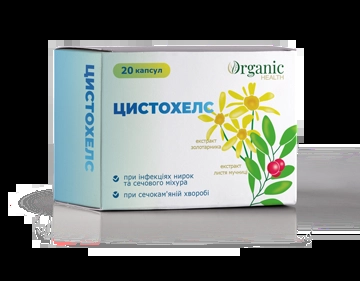 20 капсул
Organic
HEALTH
ЦИСТОХЕЛС
ЦИСТОХЕЛС
екстракт
золотарника
екстракт
листя мучниці
при інфекціях нирок
та сечового міхура
при сечокам'яній хворобі